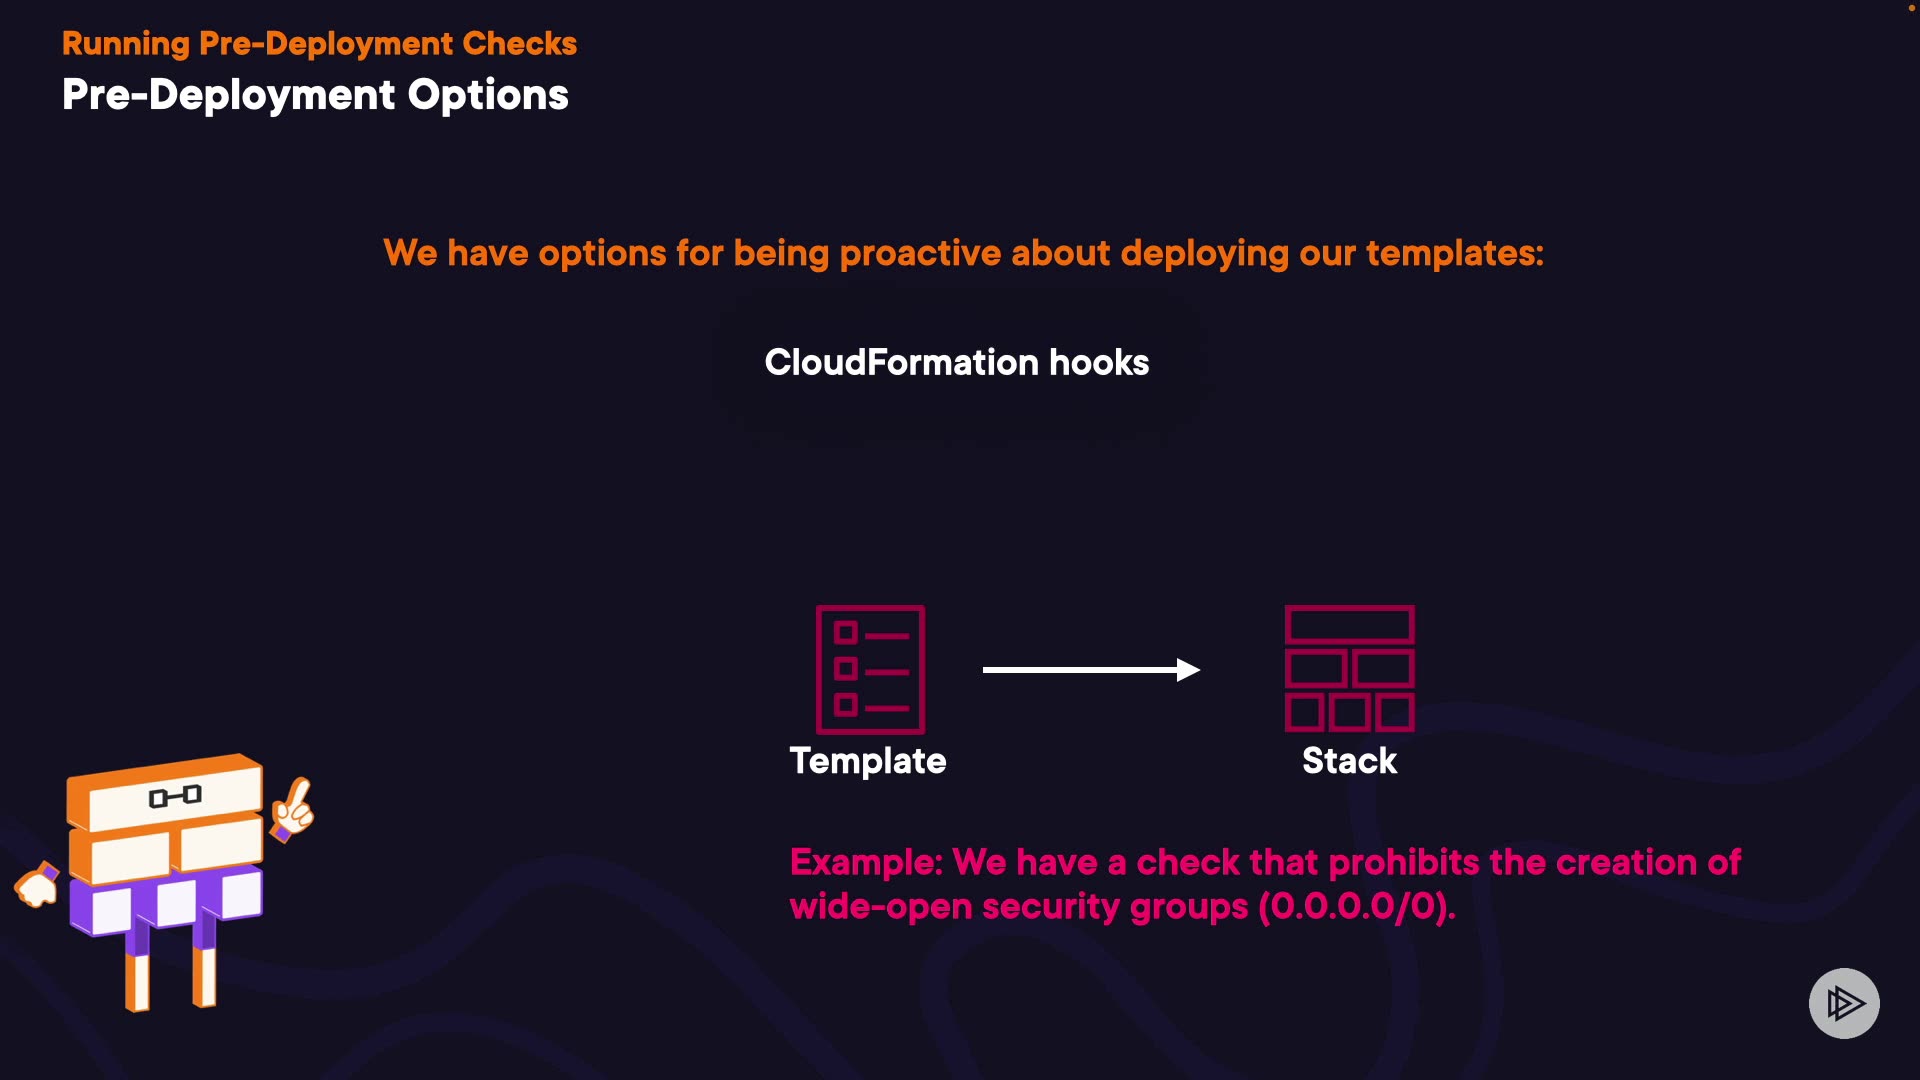 Running Pre-Deployment Checks
Pre-Deployment Options
We have options for being proactive about deploying our templates:
CloudFormation hooks
Template
Stack
Example: We have a check that prohibits the creation of
wide-open security groups (0.0.0.0/0).